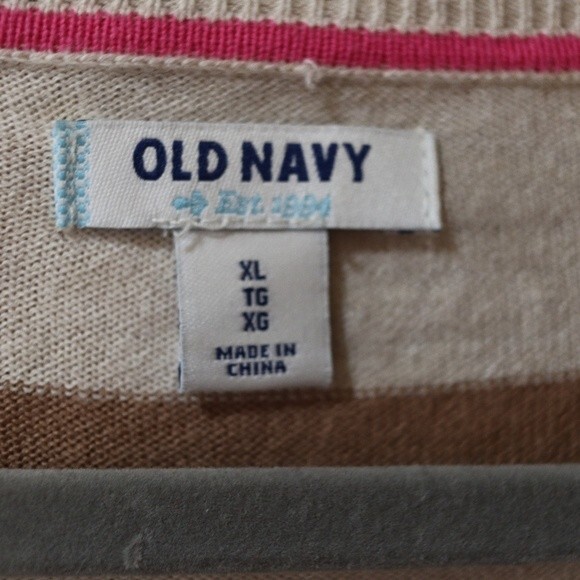 OLD NAVY
Est. 1994
XL
TG
XG
MADE IN
CHINA